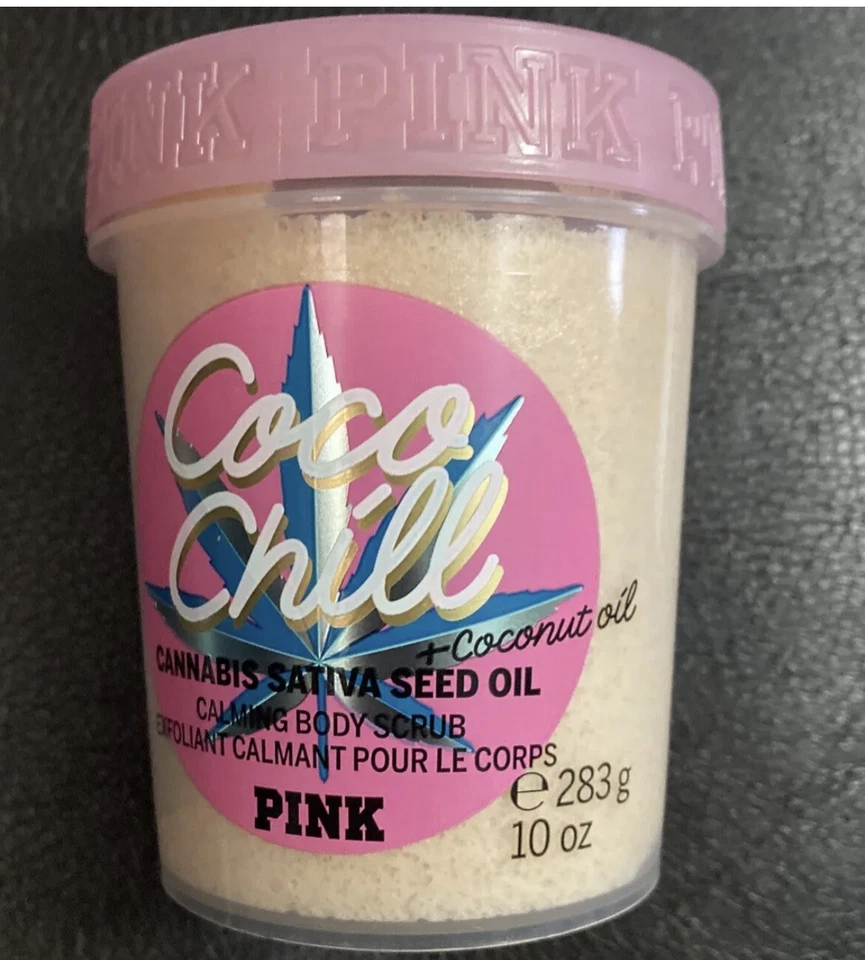 PINK PINK
Coco
Chill
+Coconut oil
CANNABIS SATIVA SEED OIL
CALMING BODY SCRUB
EXFOLIANT CALMANT POUR LE CORPS
PINK
℮ 283 g
10 oz